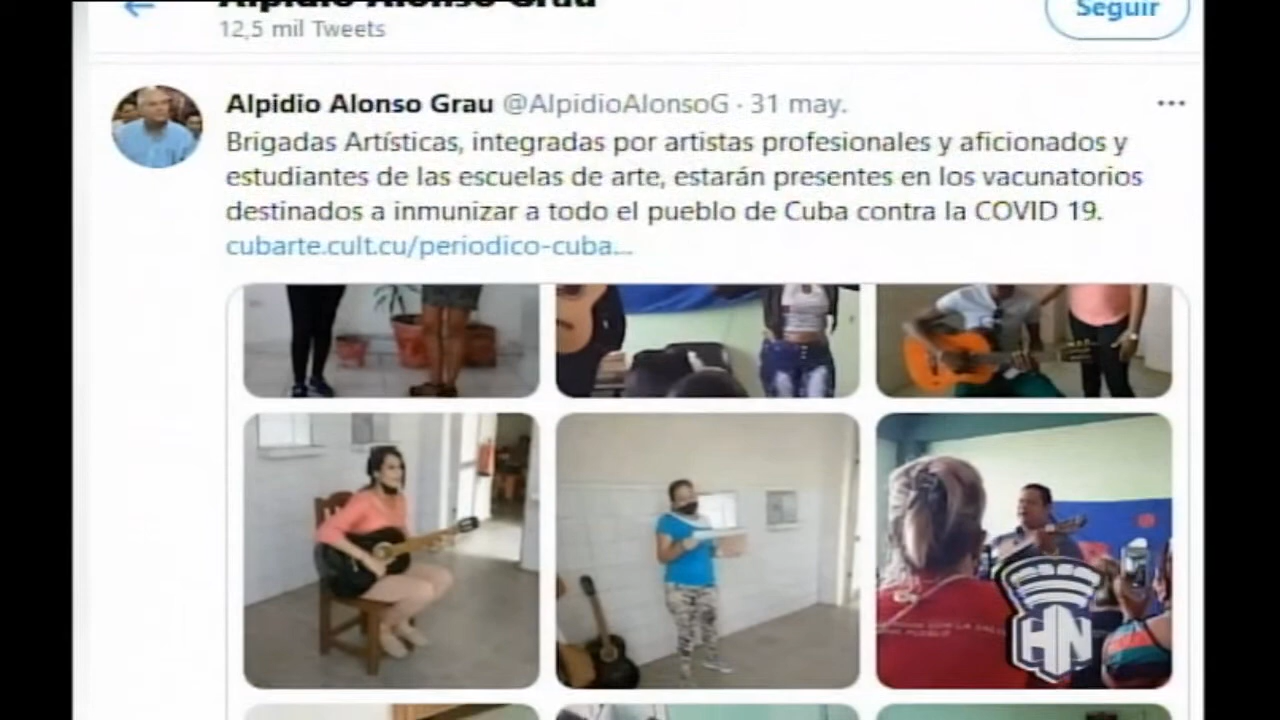 Alpidio Alonso Grau
12,5 mil Tweets
Seguir
Alpidio Alonso Grau @AlpidioAlonsoG · 31 may.
Brigadas Artísticas, integradas por artistas profesionales y aficionados y
estudiantes de las escuelas de arte, estarán presentes en los vacunatorios
destinados a inmunizar a todo el pueblo de Cuba contra la COVID 19.
cubarte.cult.cu/periodico-cuba...
HN